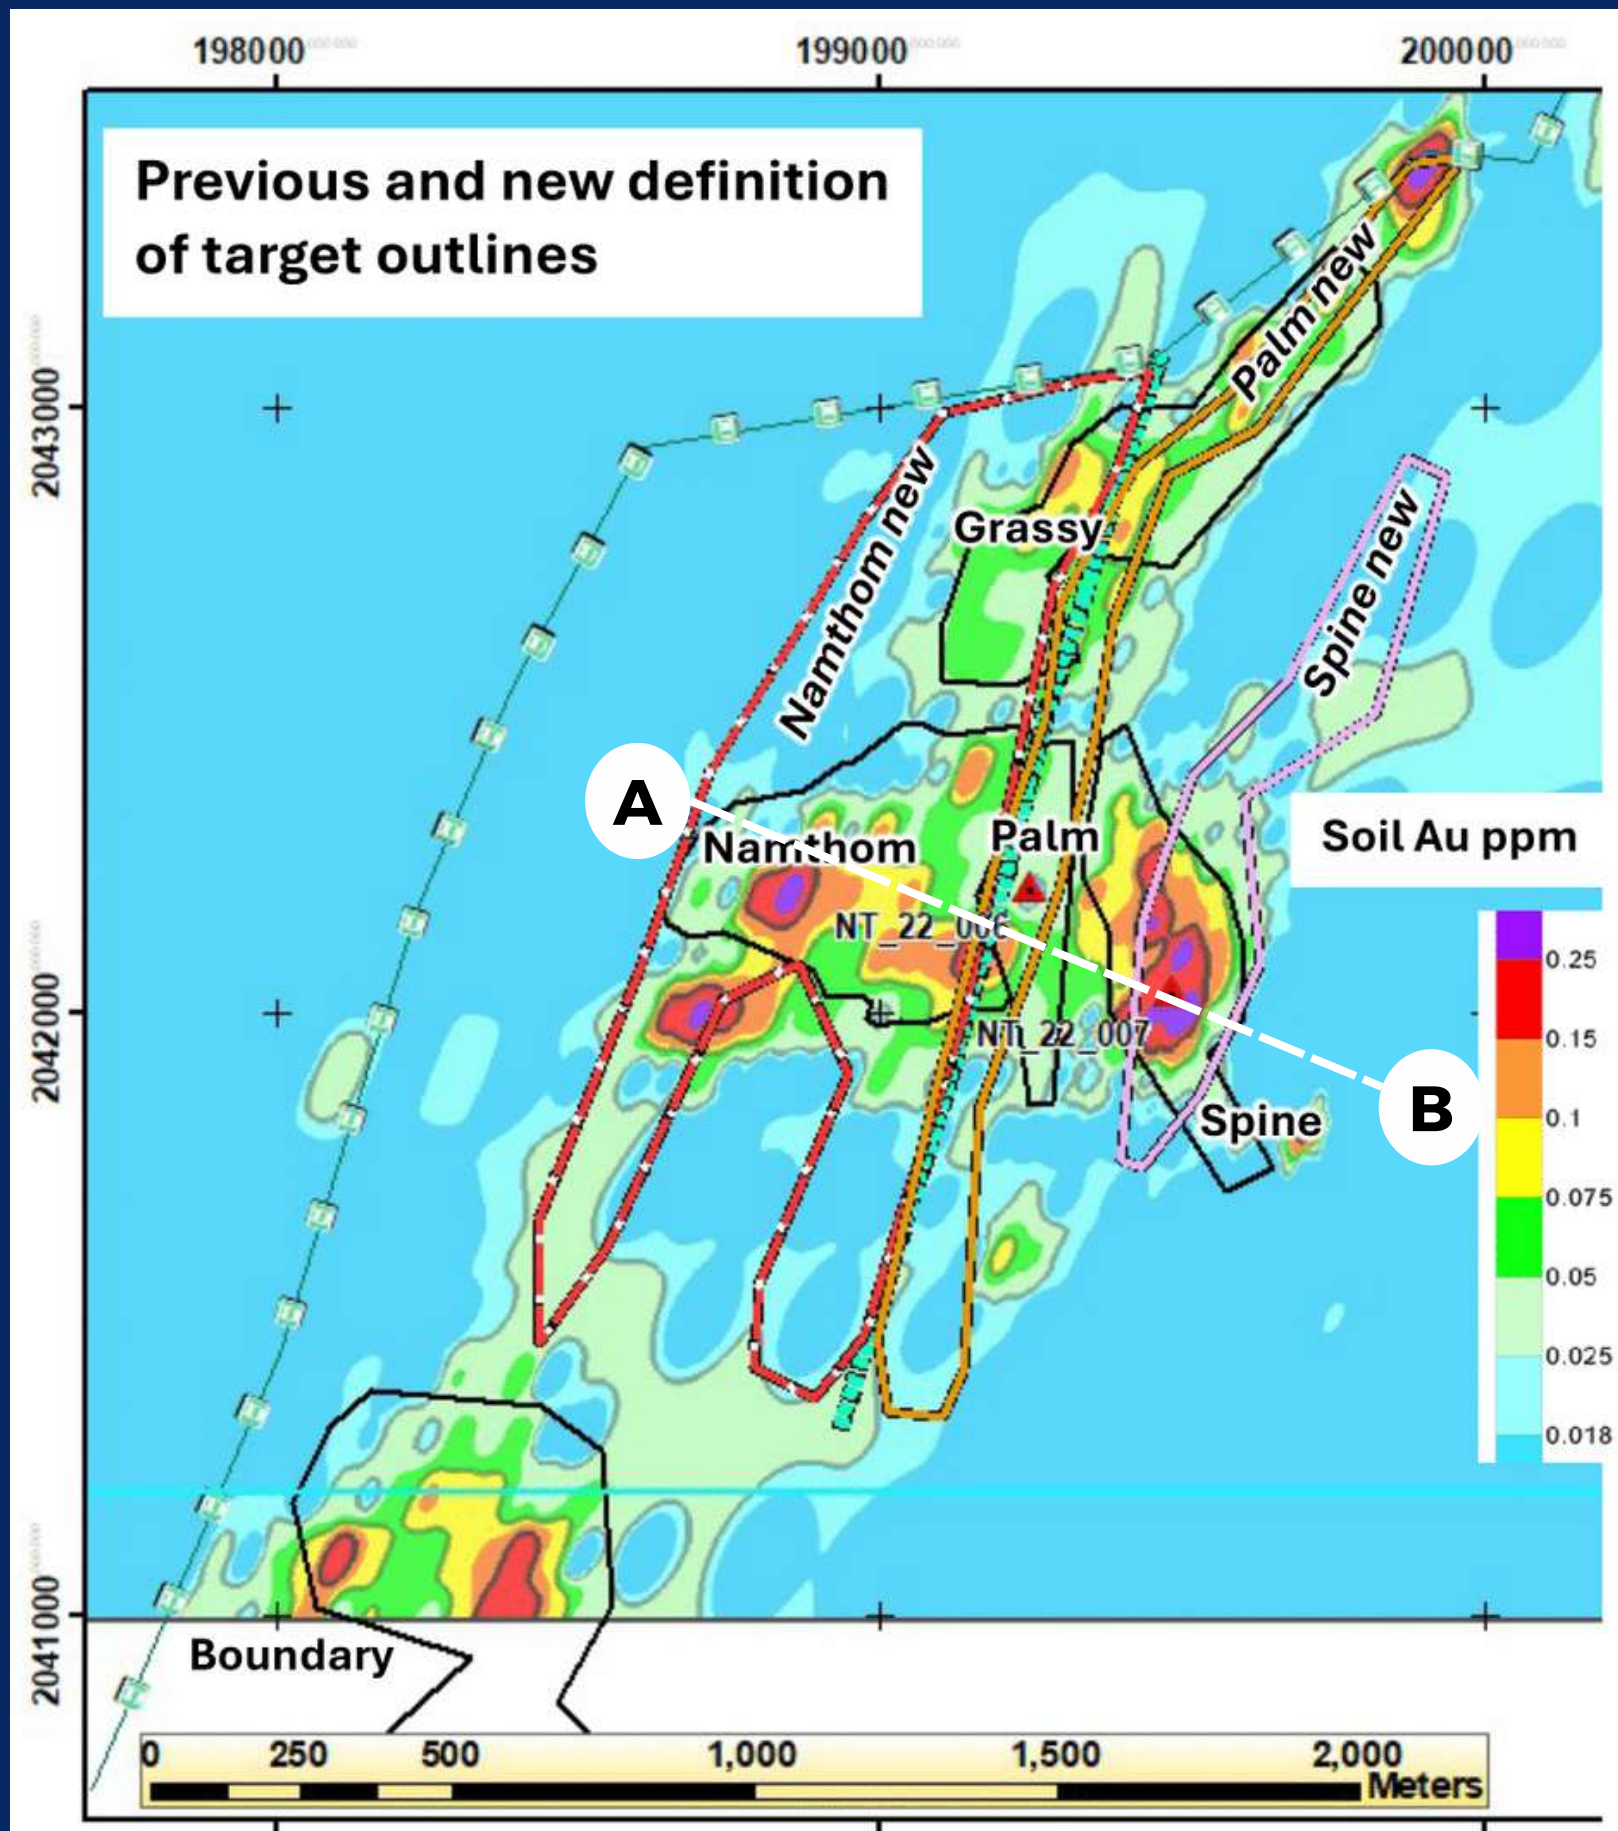 198000
199000
200000
Previous and new definition
of target outlines
2043000
2042000
2041000
Palm new
Namthom new
Grassy
Spine new
A
Namthom
Palm
NT_22_006
NT_22_007
Spine
B
Soil Au ppm
0.25
0.15
0.1
0.075
0.05
0.025
0.018
Boundary
0 250 500 1,000 1,500 2,000
Meters